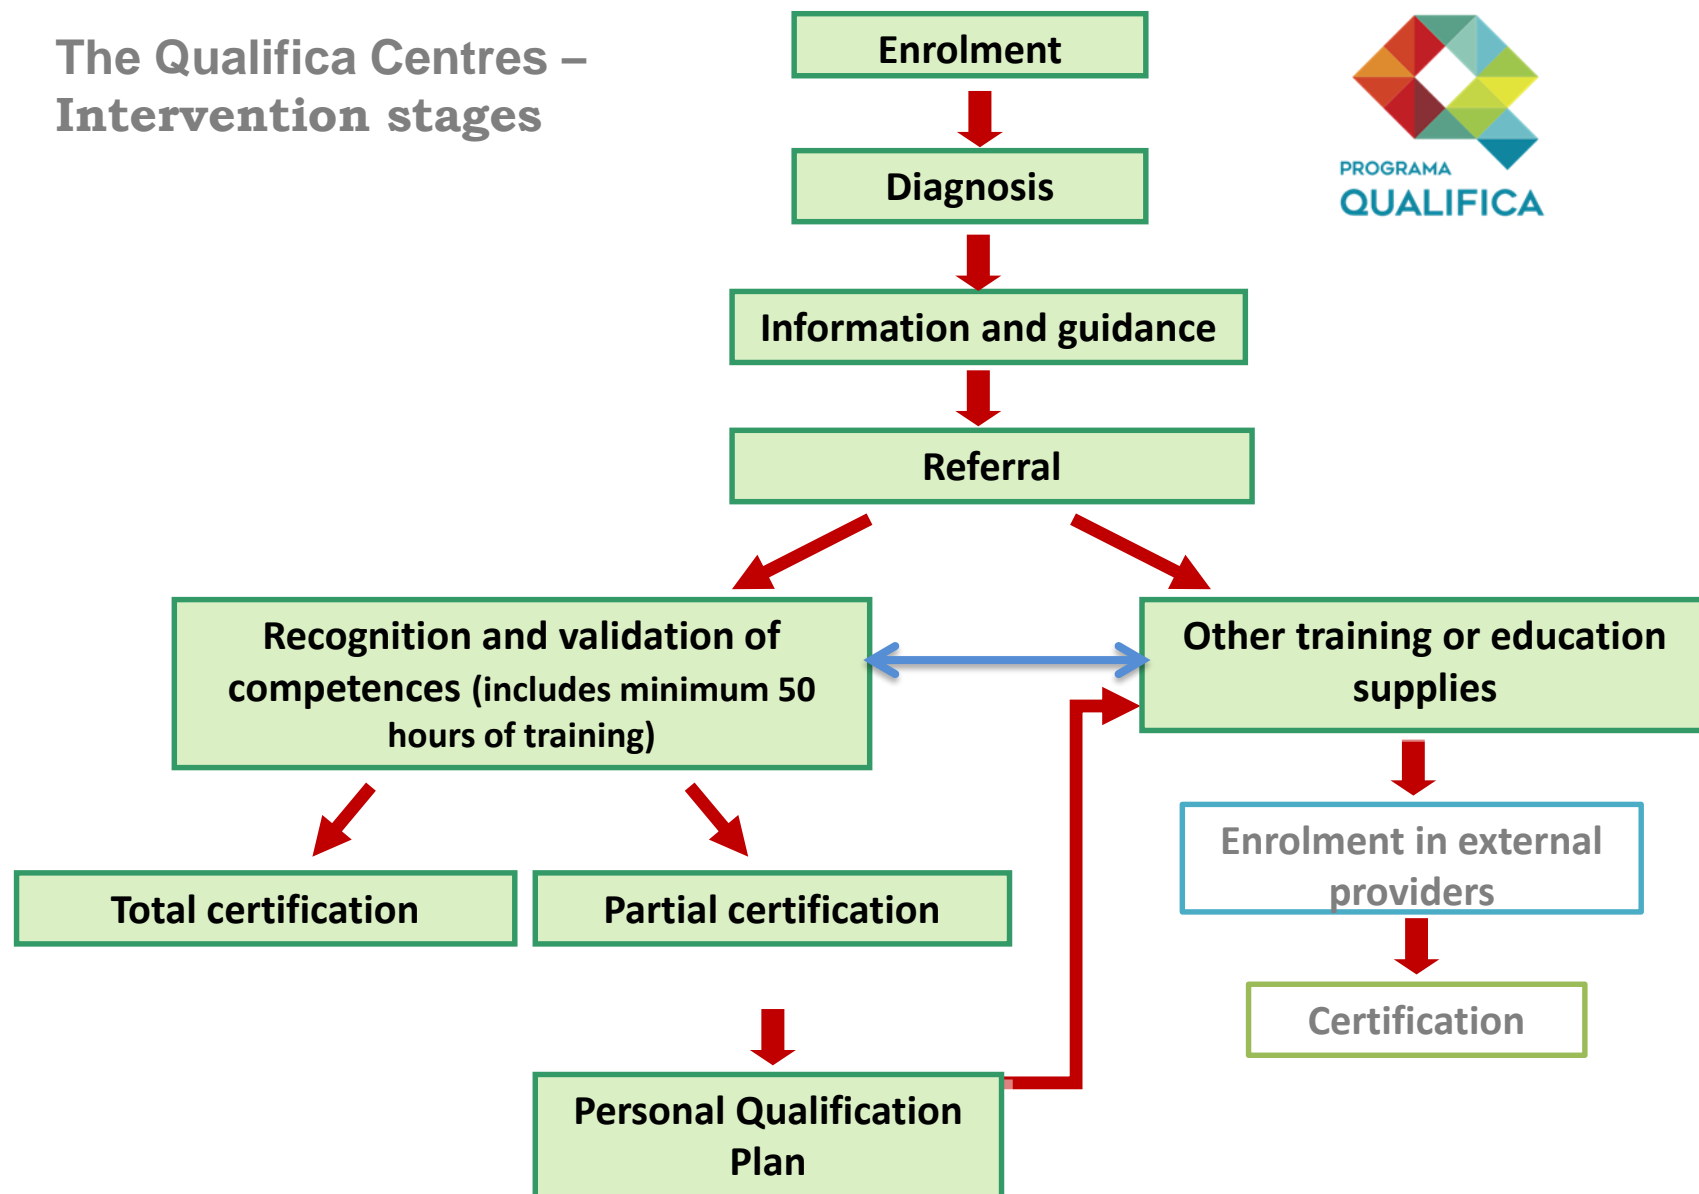 The Qualifica Centres –
Intervention stages
Enrolment
PROGRAMA
QUALIFICA
Diagnosis
Information and guidance
Referral
Recognition and validation of
competences (includes minimum 50
hours of training)
Other training or education
supplies
Enrolment in external
providers
Total certification
Partial certification
Certification
Personal Qualification
Plan